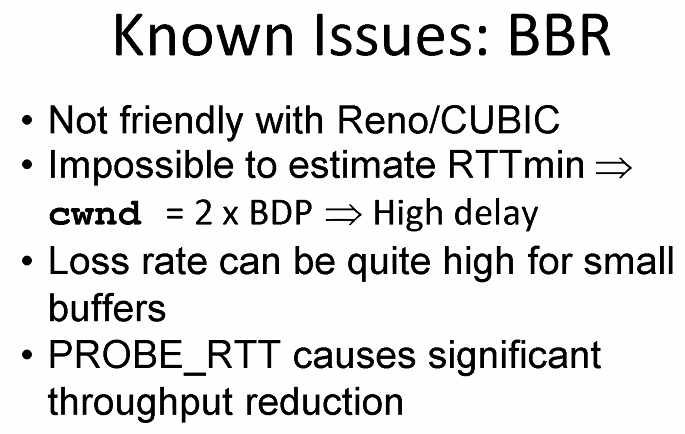 Known Issues: BBR
• Not friendly with Reno/CUBIC
• Impossible to estimate RTTmin ⇒
cwnd = 2 x BDP ⇒ High delay
• Loss rate can be quite high for small
buffers
• PROBE_RTT causes significant
throughput reduction